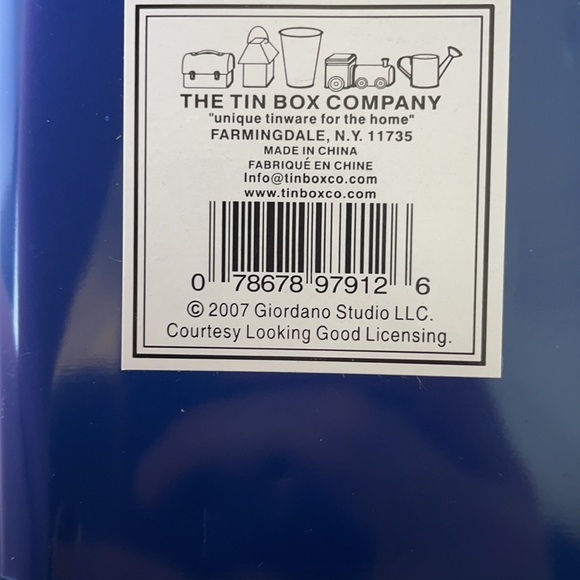 THE TIN BOX COMPANY
"unique tinware for the home"
FARMINGDALE, N.Y. 11735
MADE IN CHINA
FABRIQUÉ EN CHINE
Info@tinboxco.com
www.tinboxco.com
0 78678 97912 6
© 2007 Giordano Studio LLC.
Courtesy Looking Good Licensing.